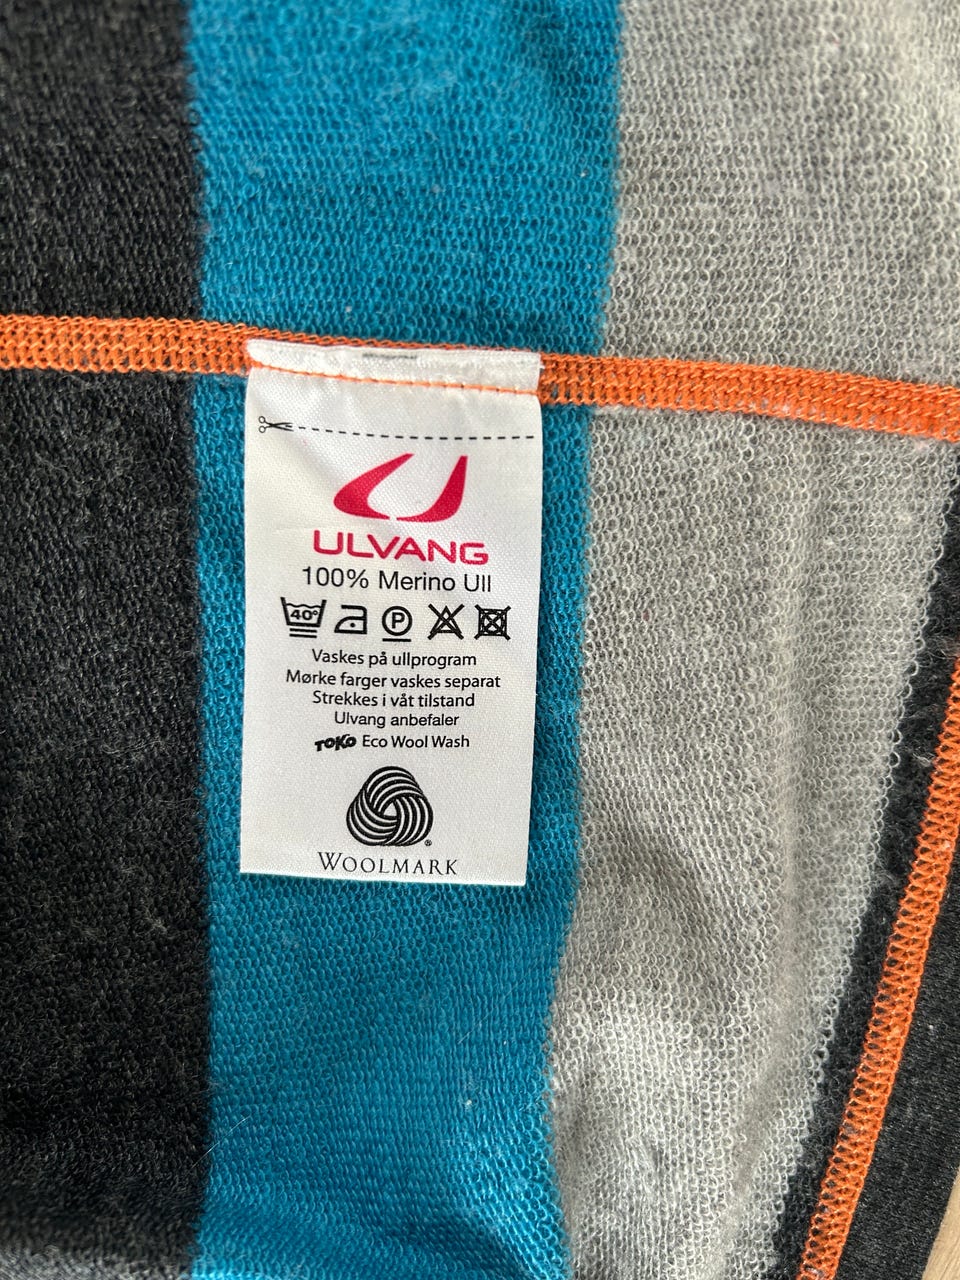 ULVANG
100% Merino Ull
40° P
Vaskes på ullprogram
Mørke farger vaskes separat
Strekkes i våt tilstand
Ulvang anbefaler
TOKO Eco Wool Wash
®
WOOLMARK